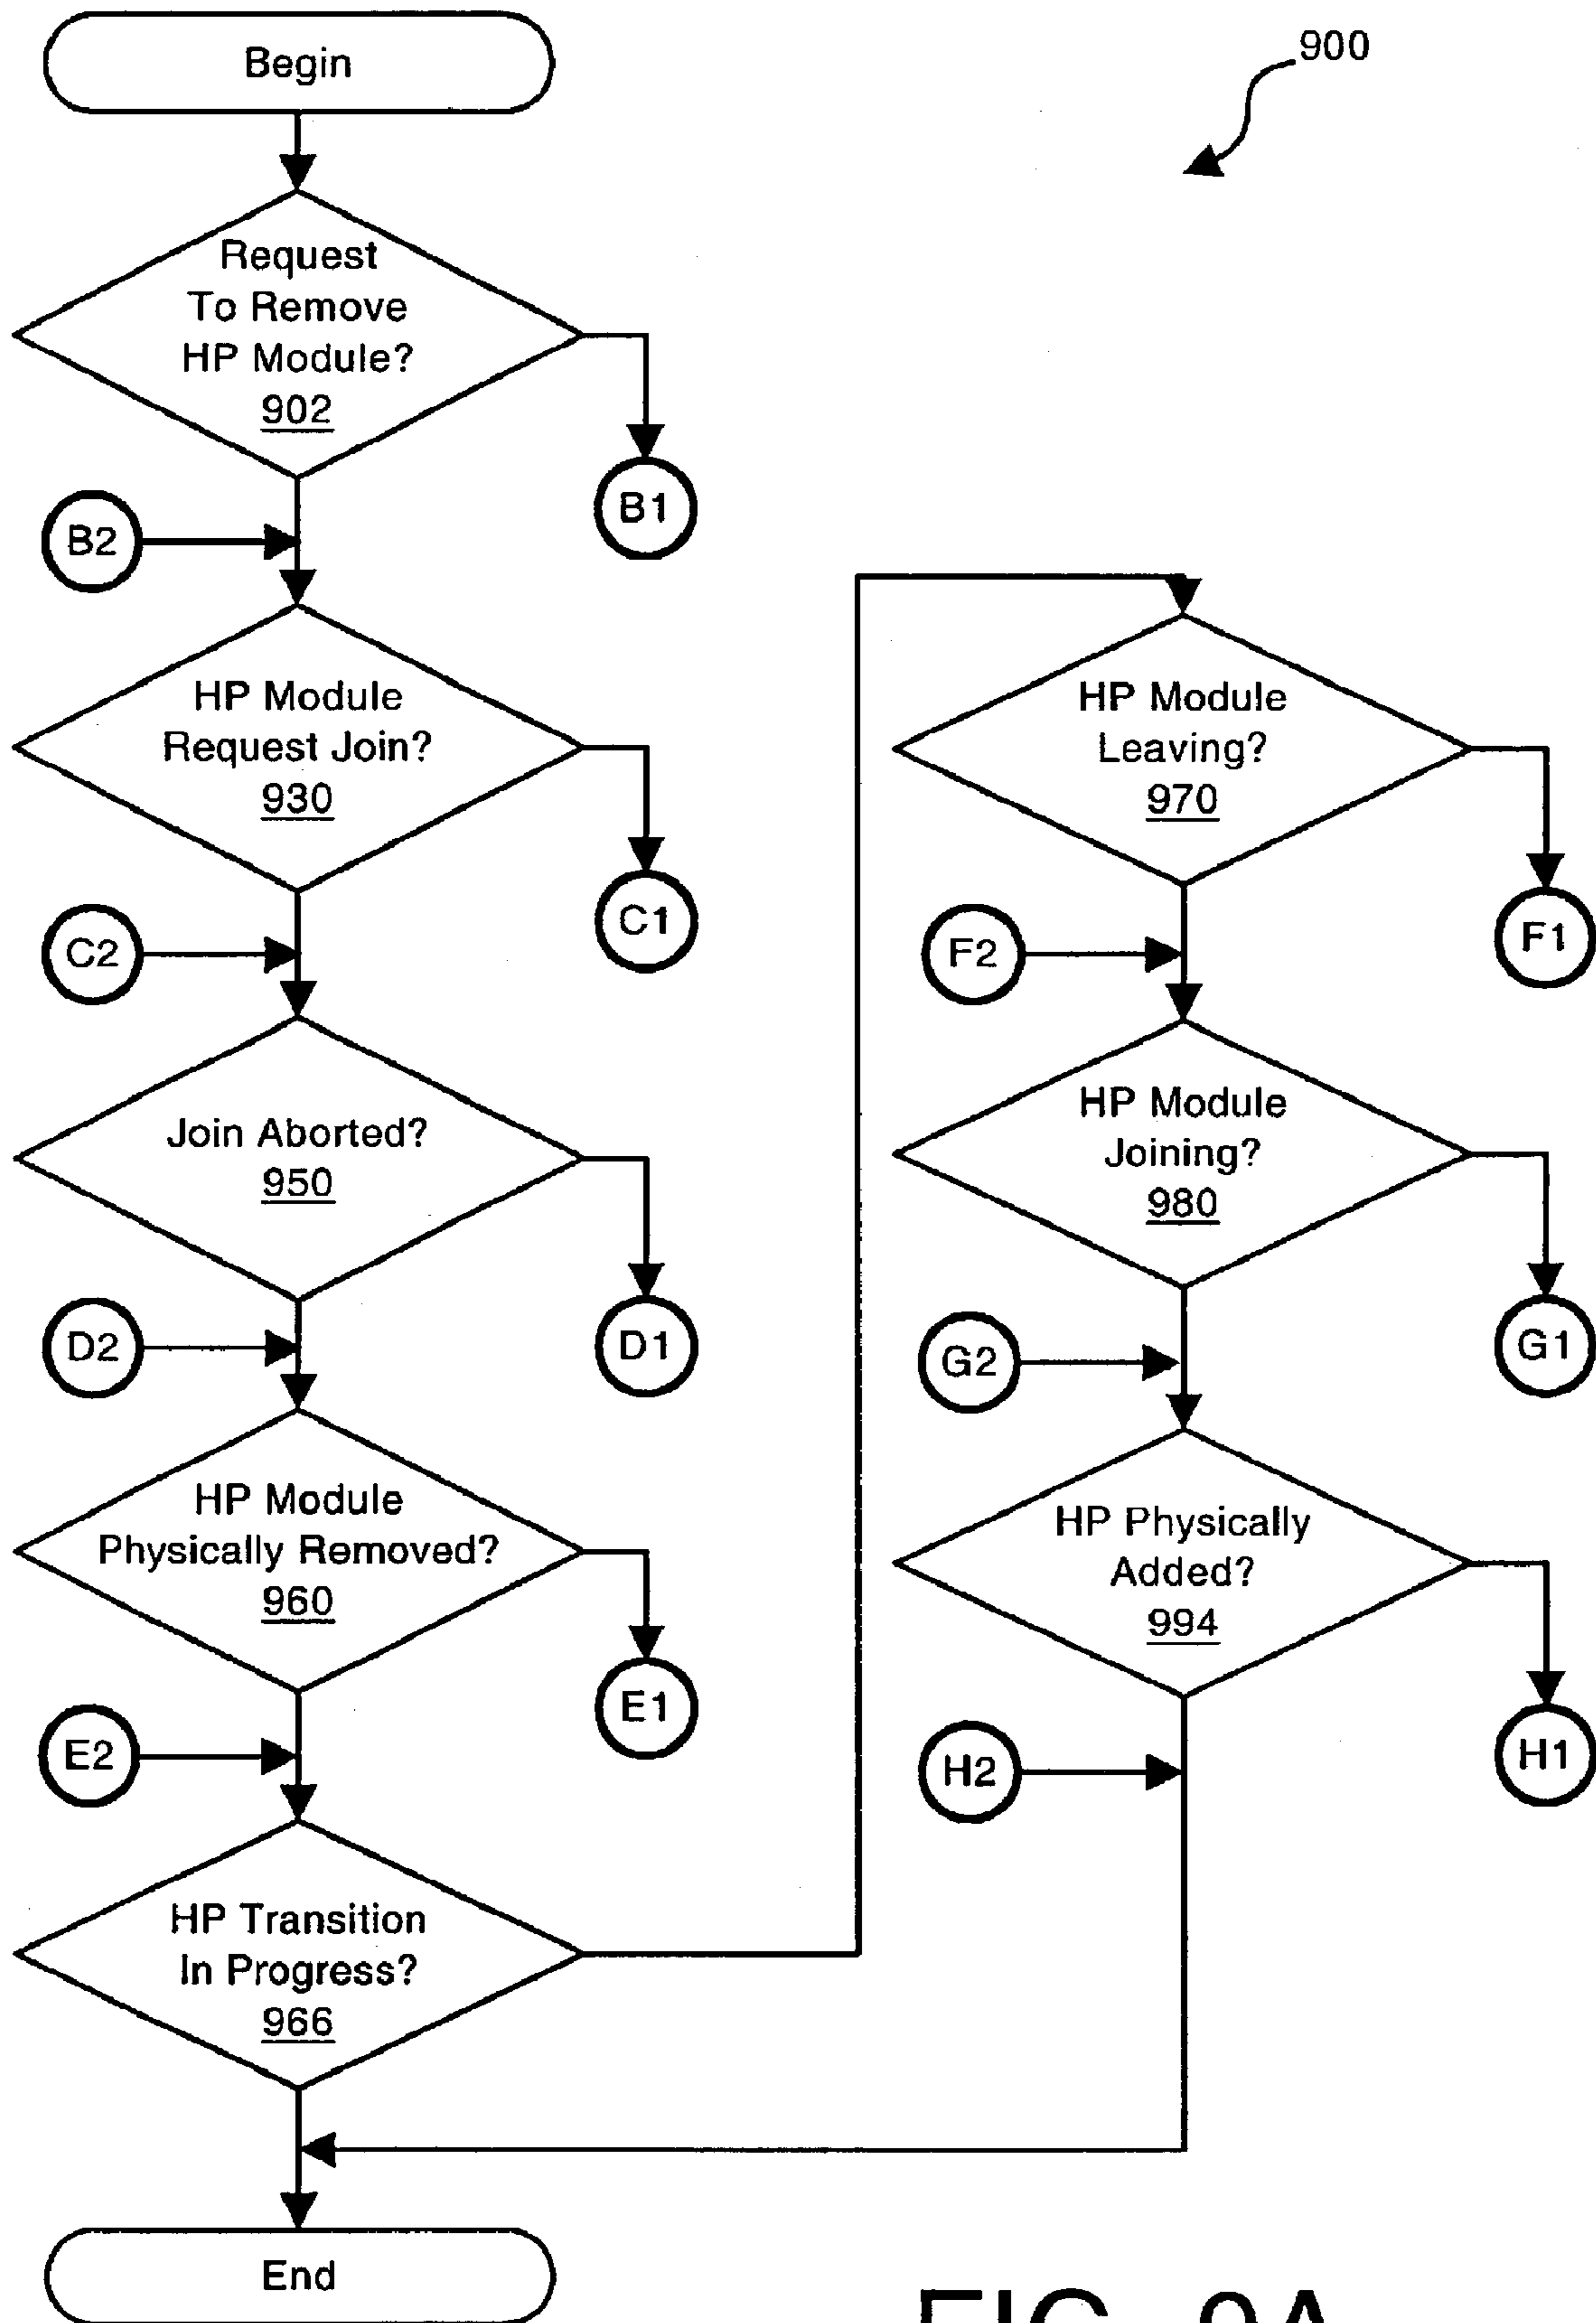 Begin
900
Request
To Remove
HP Module?
902
B1
B2
HP Module
Request Join?
930
C1
C2
Join Aborted?
950
D1
D2
HP Module
Physically Removed?
960
E1
E2
HP Transition
In Progress?
966
End
HP Module
Leaving?
970
F1
F2
HP Module
Joining?
980
G1
G2
HP Physically
Added?
994
H1
H2
FIG. 9A